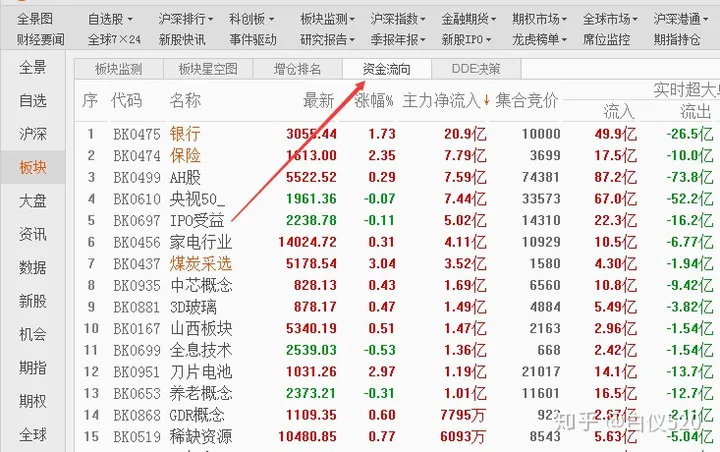 全景图 自选股 沪深排行 科创板 板块监测 沪深指数 金融期货 期权市场 全球市场 沪深港通
财经要闻 全球7×24 新股快讯 事件驱动 研究报告 季报年报 新股IPO 龙虎榜单 席位监控 期指持仓
全景 板块监测 板块星空图 增仓排名 资金流向 DDE决策
自选 序 代码 名称 最新 涨幅% 主力净流入 集合竞价 实时超大单
流入 流出
沪深 1 BK0475 银行 3055.44 1.73 20.9亿 10000 49.9亿 -26.5亿
2 BK0474 保险 1613.00 2.35 7.79亿 3699 17.5亿 -10.0亿
板块 3 BK0499 AH股 5522.52 0.29 7.59亿 74381 87.2亿 -73.8亿
大盘 4 BK0610 央视50_ 1961.36 -0.07 7.44亿 33573 67.0亿 -52.2亿
5 BK0697 IPO受益 2238.78 -0.11 5.02亿 14310 22.3亿 -16.2亿
资讯 6 BK0456 家电行业 14024.72 0.31 4.11亿 10929 10.5亿 -6.77亿
数据 7 BK0437 煤炭采选 5178.54 3.04 3.52亿 1580 4.30亿 -1.94亿
8 BK0935 中芯概念 828.13 0.43 1.69亿 6560 10.8亿 -9.42亿
新股 9 BK0881 3D玻璃 878.17 0.47 1.49亿 4884 5.49亿 -3.82亿
机会 10 BK0167 山西板块 5340.19 0.51 1.47亿 2163 2.96亿 -1.54亿
11 BK0699 全息技术 2539.03 -0.53 1.36亿 668 2.42亿 -1.54亿
期指 12 BK0951 刀片电池 1031.26 2.97 1.19亿 21017 14.1亿 -13.7亿
期权 13 BK0653 养老概念 2373.21 -0.31 1.01亿 11601 16.5亿 -12.7亿
14 BK0868 GDR概念 1109.35 0.60 7795万 -2.11亿
全球 15 BK0519 稀缺资源 10480.85 0.77 6093万 8543 5.63亿 -5.04亿
知乎 @白仪520